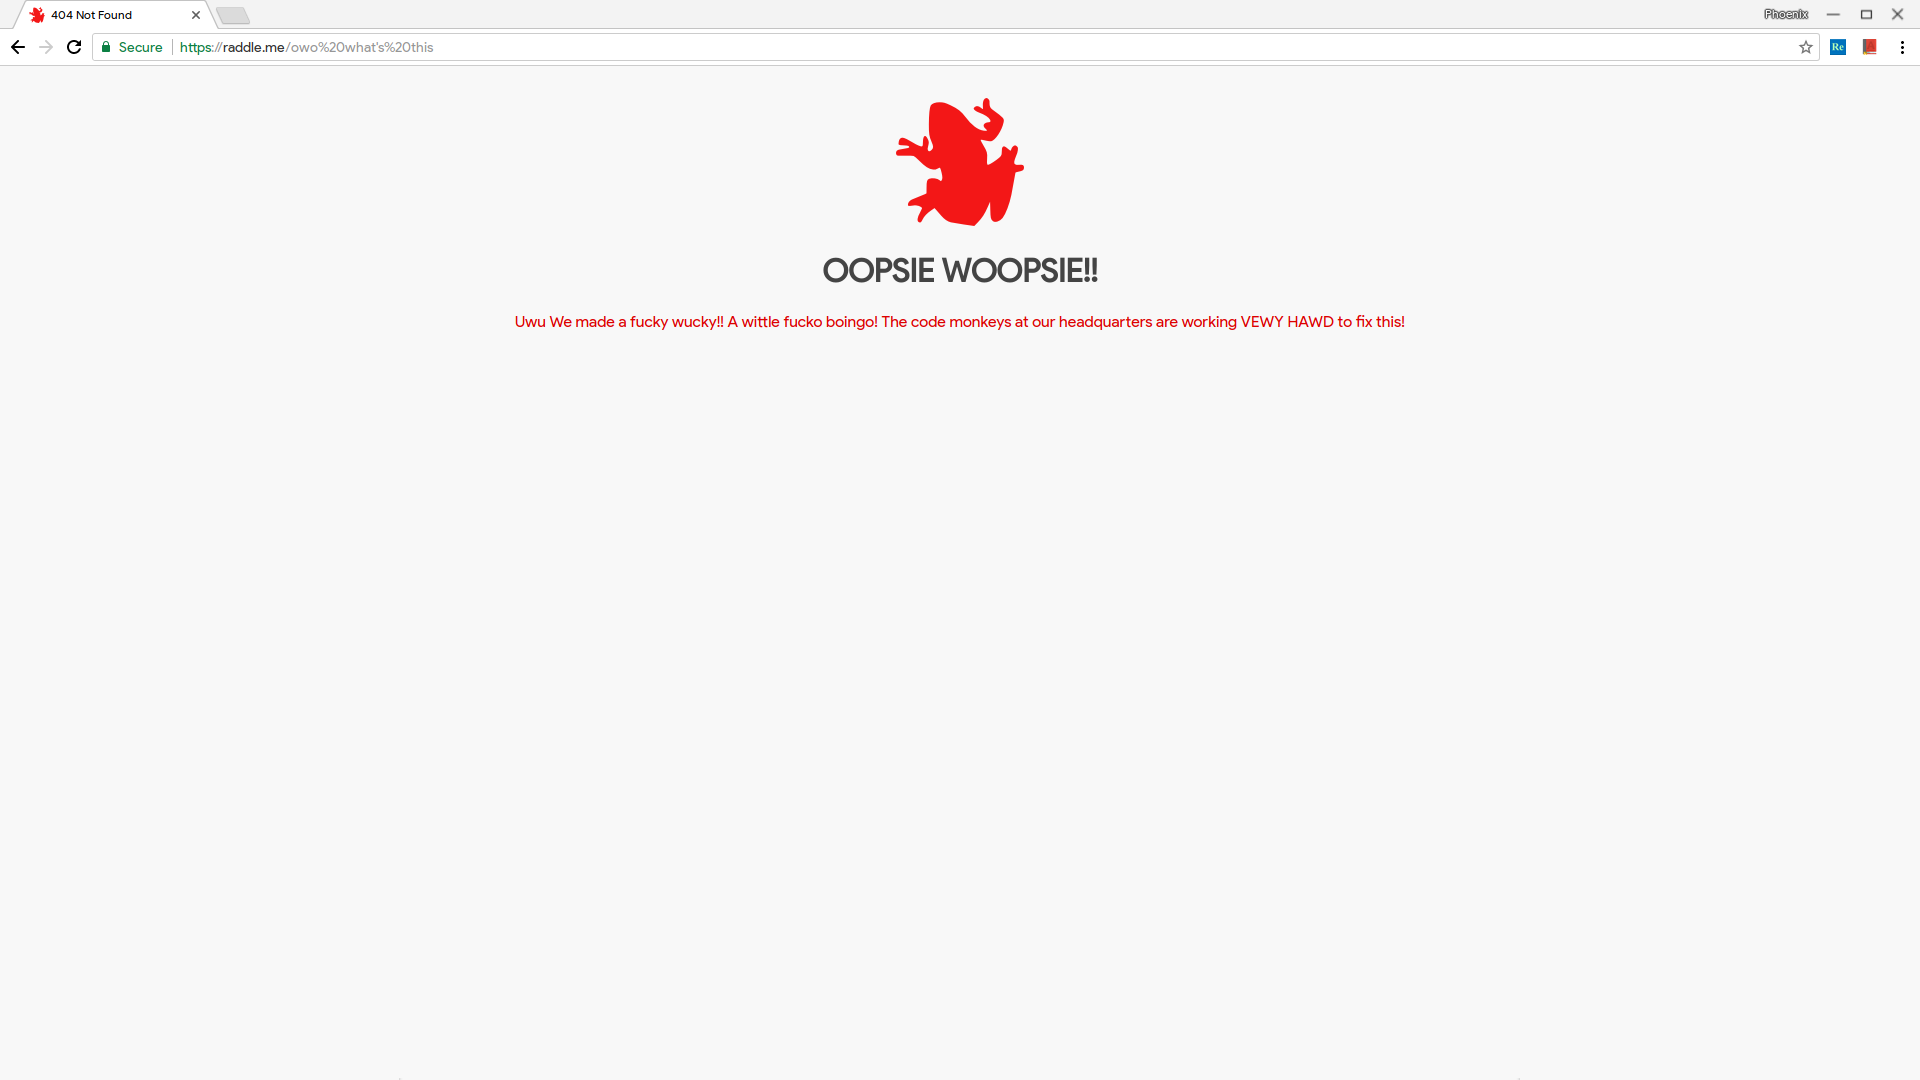 404 Not Found
Phoenix
Secure
https://raddle.me/owo%20what's%20this
Re
OOPSIE WOOPSIE!!
Uwu We made a fucky wucky!! A wittle fucko boingo! The code monkeys at our headquarters are working VEWY HAWD to fix this!